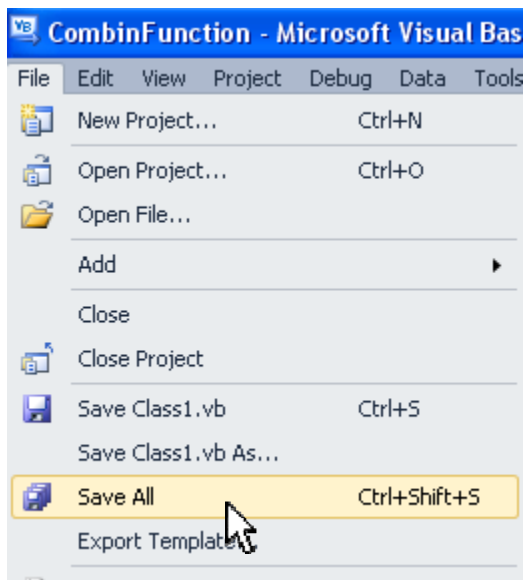 CombinFunction - Microsoft Visual Bas
File Edit View Project Debug Data Tools
New Project... Ctrl+N
Open Project... Ctrl+O
Open File...
Add
Close
Close Project
Save Class1.vb Ctrl+S
Save Class1.vb As...
Save All Ctrl+Shift+S
Export Template